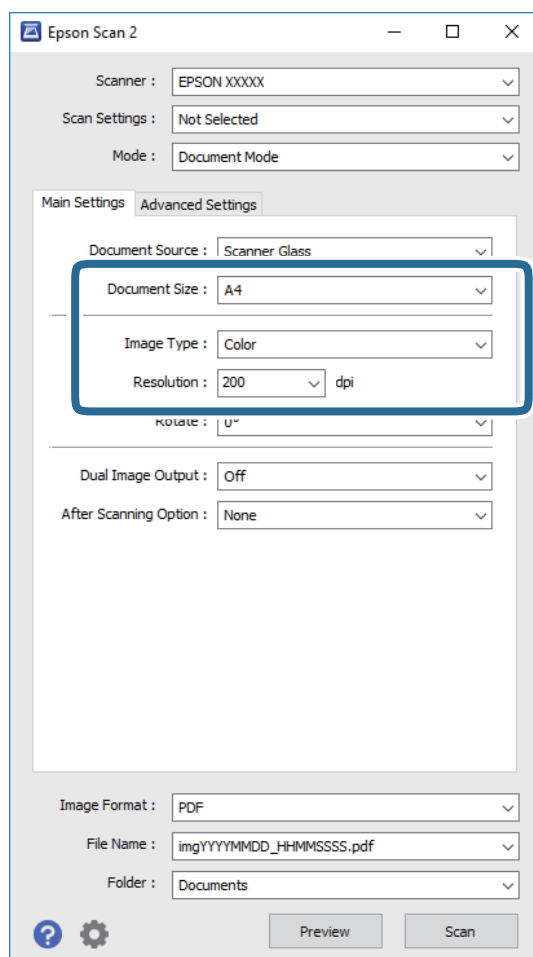 Epson Scan 2
Scanner : EPSON XXXXX
Scan Settings : Not Selected
Mode : Document Mode
Main Settings Advanced Settings
Document Source : Scanner Glass
Document Size : A4
Image Type : Color
Resolution : 200 dpi
Rotate : 0°
Dual Image Output : Off
After Scanning Option : None
Image Format : PDF
File Name : imgYYYYMMDD_HHMMSSSS.pdf
Folder : Documents
? Preview Scan